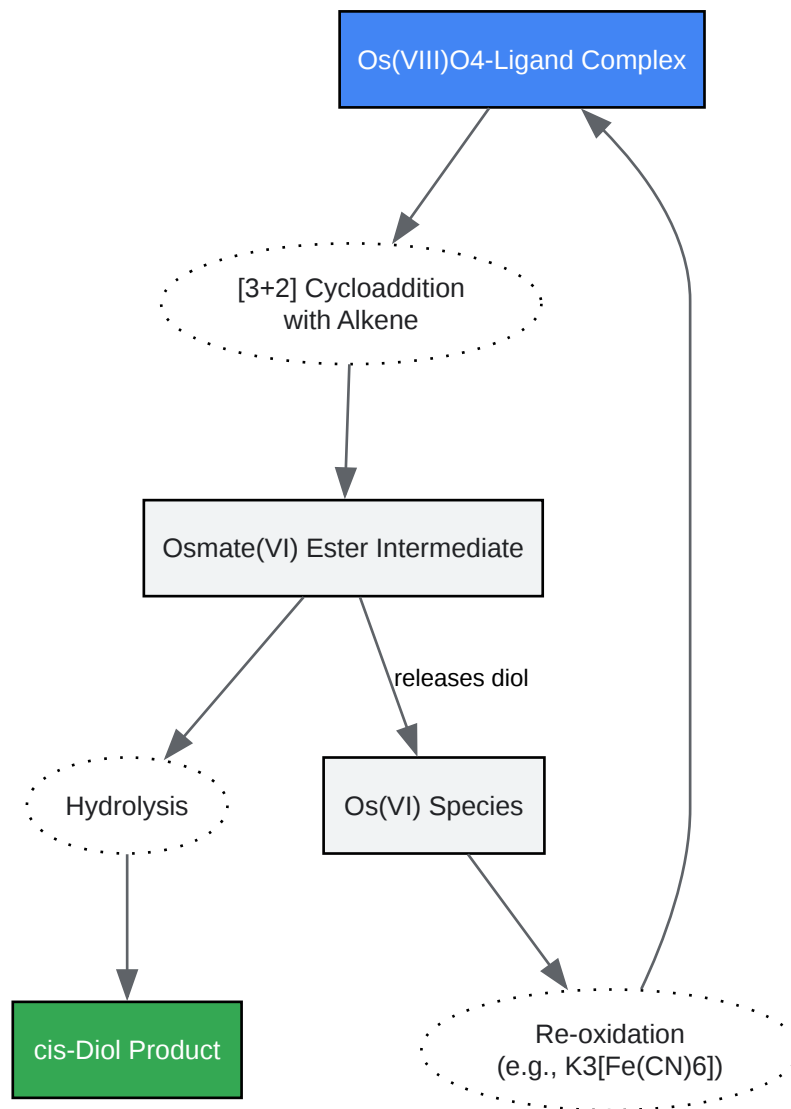 Os(VIII)O4-Ligand Complex
[3+2] Cycloaddition
with Alkene
Osmate(VI) Ester Intermediate
releases diol
Hydrolysis
Os(VI) Species
cis-Diol Product
Re-oxidation
(e.g., K3[Fe(CN)6])